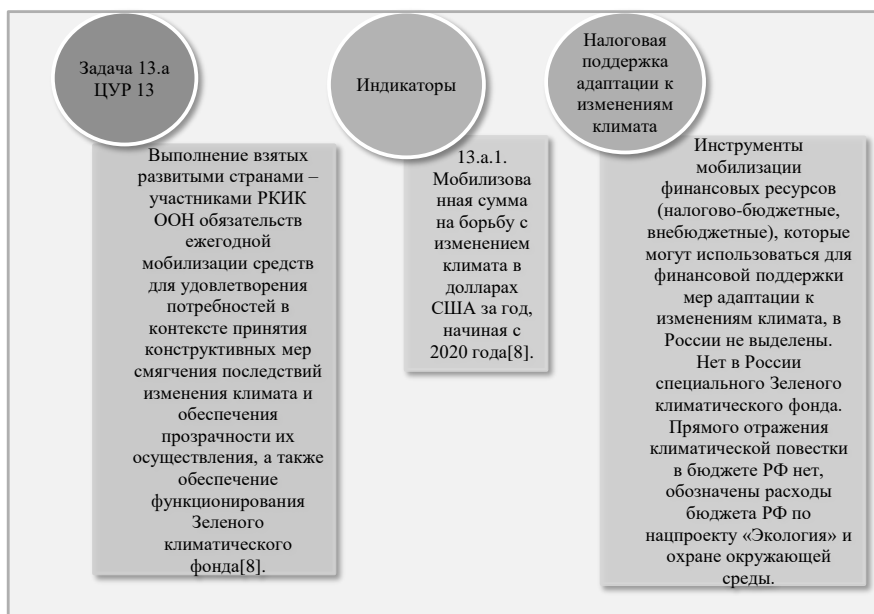 Задача 13.а
ЦУР 13
Выполнение взятых
развитыми странами –
участниками РКИК
ООН обязательств
ежегодной
мобилизации средств
для удовлетворения
потребностей в
контексте принятия
конструктивных мер
смягчения последствий
изменения климата и
обеспечения
прозрачности их
осуществления, а также
обеспечение
функционирования
Зеленого
климатического
фонда[8].
Индикаторы
13.а.1.
Мобилизова
нная сумма
на борьбу с
изменением
климата в
долларах
США за год,
начиная с
2020 года[8].
Налоговая
поддержка
адаптации к
изменениям
климата
Инструменты
мобилизации
финансовых ресурсов
(налогово-бюджетные,
внебюджетные), которые
могут использоваться для
финансовой поддержки
мер адаптации к
изменениям климата, в
России не выделены.
Нет в России
специального Зеленого
климатического фонда.
Прямого отражения
климатической повестки
в бюджете РФ нет,
обозначены расходы
бюджета РФ по
нацпроекту «Экология» и
охране окружающей
среды.